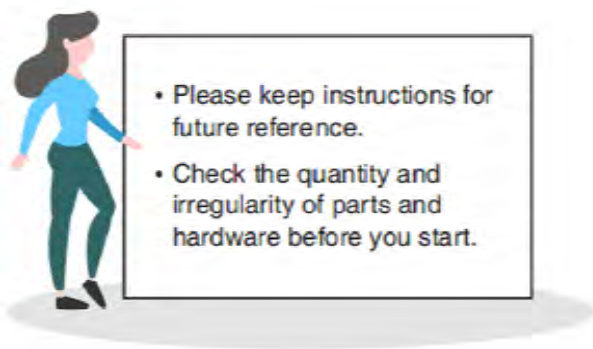 • Please keep instructions for
future reference.
• Check the quantity and
irregularity of parts and
hardware before you start.